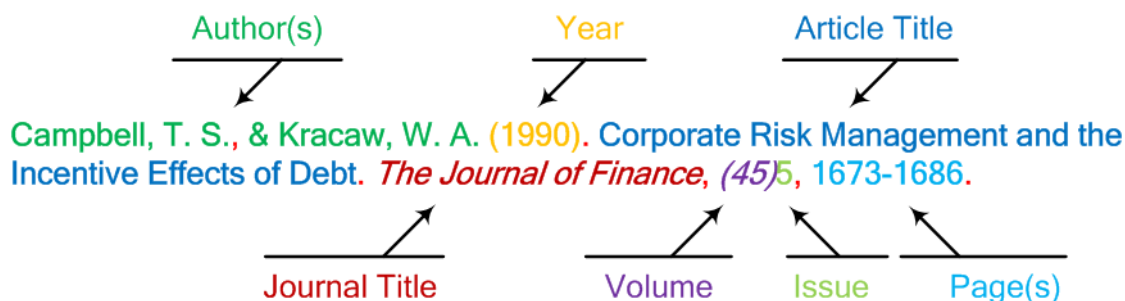 Author(s) Year Article Title
Campbell, T. S., & Kracaw, W. A. (1990). Corporate Risk Management and the
Incentive Effects of Debt. The Journal of Finance, (45)5, 1673-1686.
Journal Title Volume Issue Page(s)